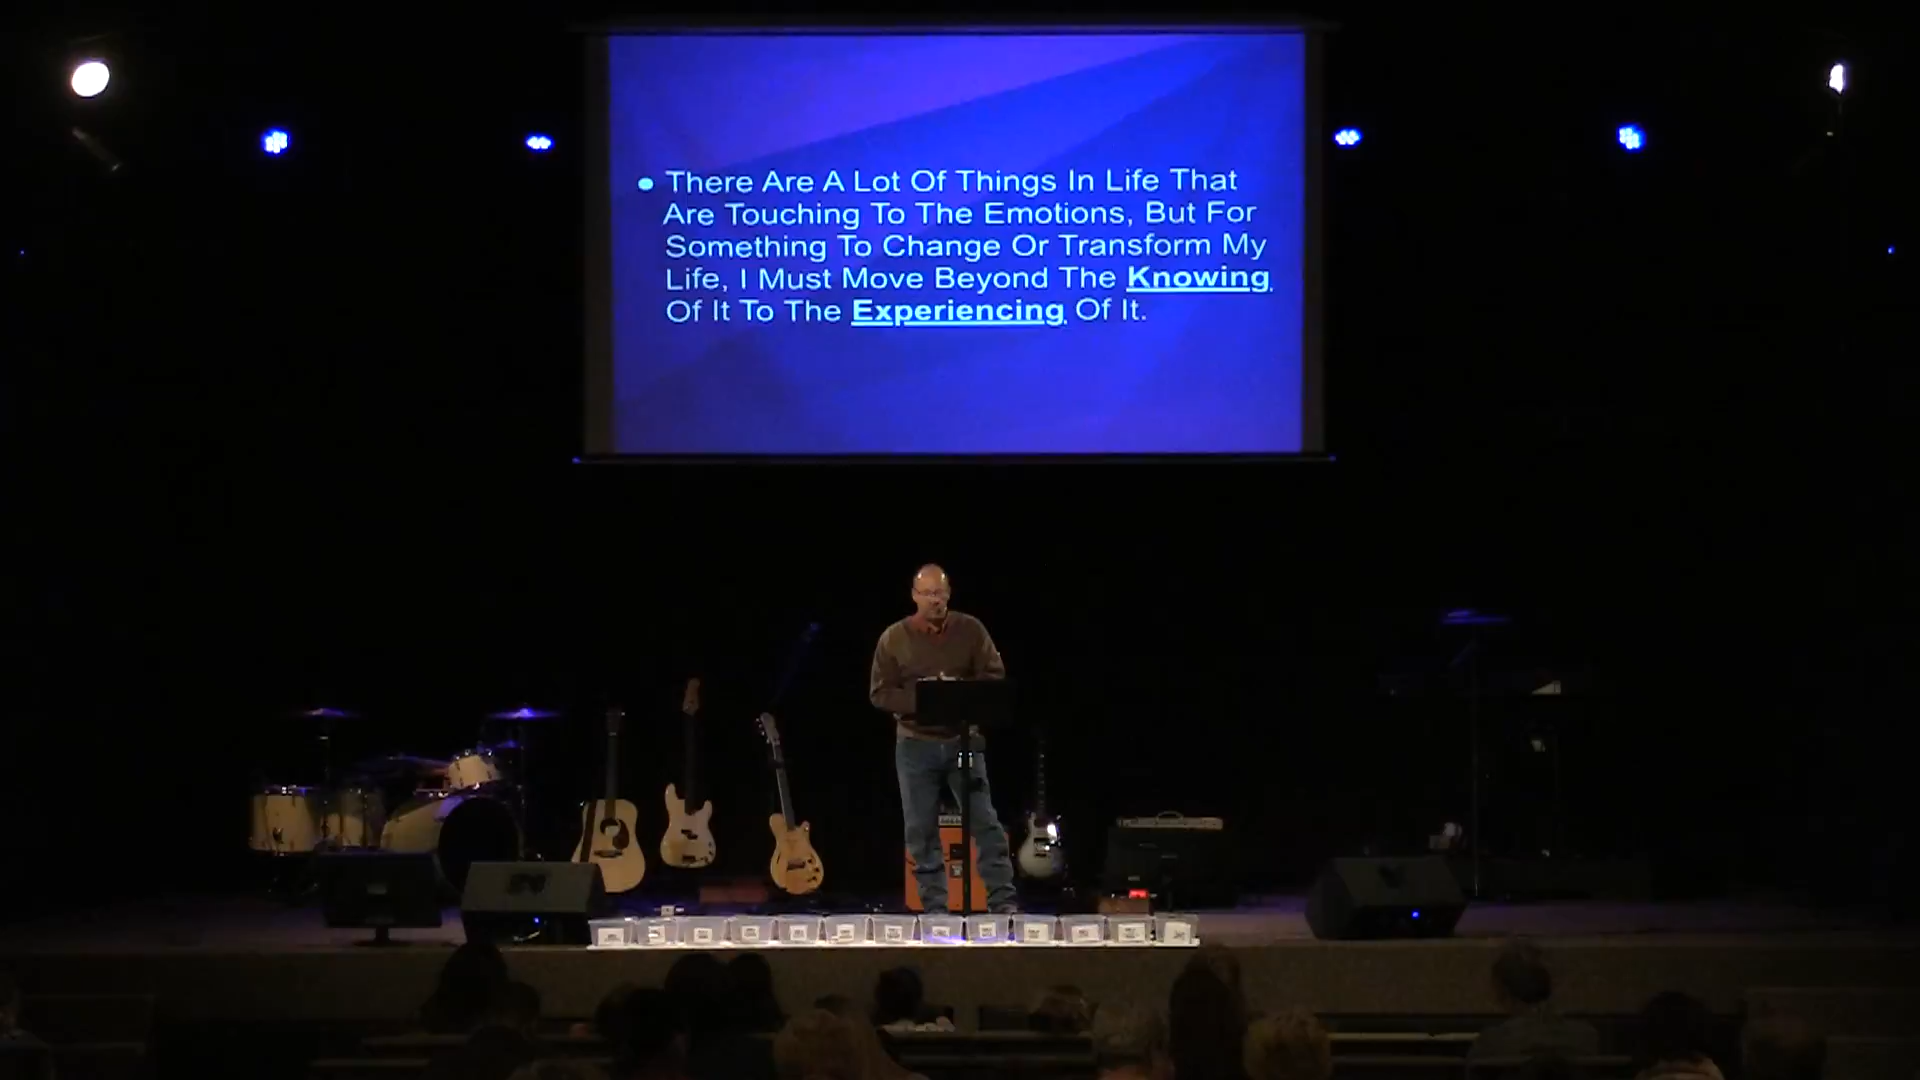 • There Are A Lot Of Things In Life That
Are Touching To The Emotions, But For
Something To Change Or Transform My
Life, I Must Move Beyond The Knowing
Of It To The Experiencing Of It.